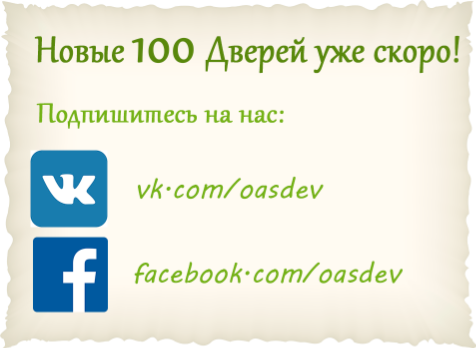 Новые 100 Дверей уже скоро!
Подпишитесь на нас:
vk.com/oasdev
facebook.com/oasdev